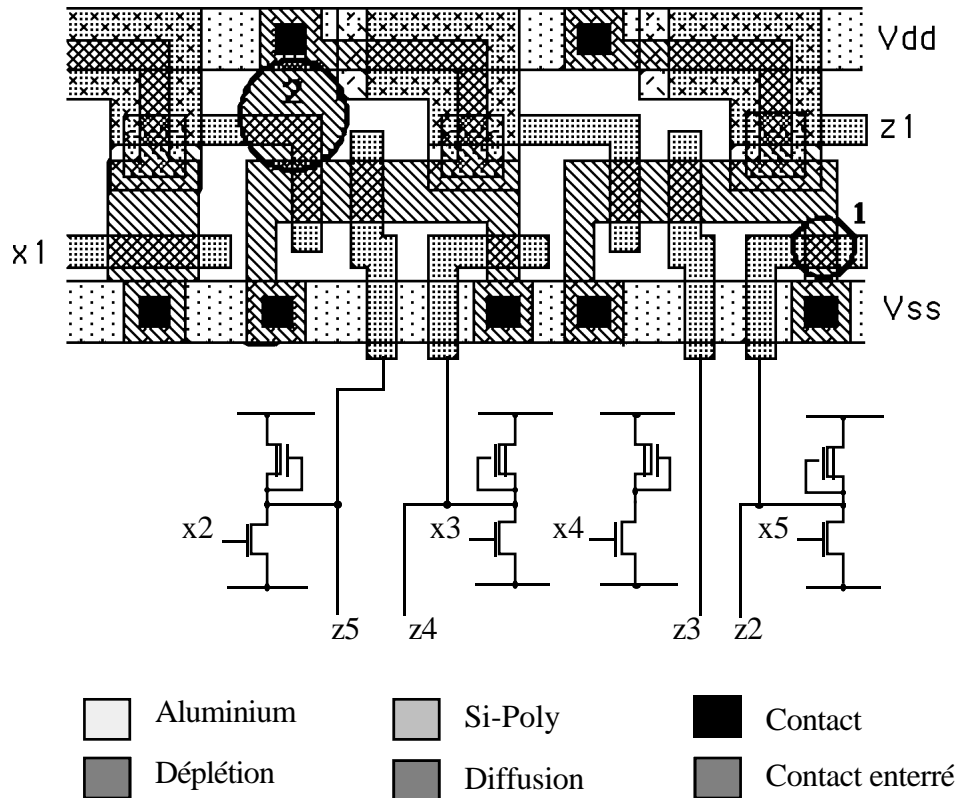 Vdd
2
z1
1
x1
Vss
x2
x3
x4
x5
z5
z4
z3
z2
Aluminium
Si-Poly
Contact
Déplétion
Diffusion
Contact enterré